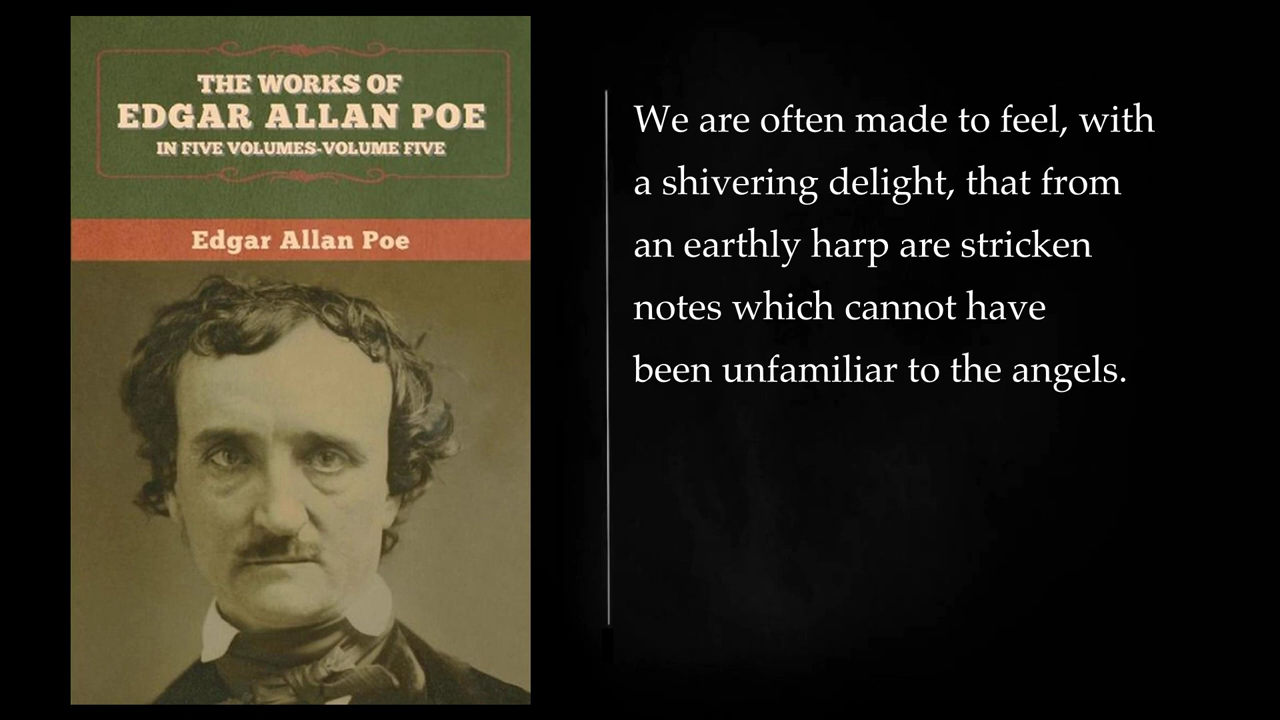 THE WORKS OF
EDGAR ALLAN POE
IN FIVE VOLUMES-VOLUME FIVE
Edgar Allan Poe
We are often made to feel, with
a shivering delight, that from
an earthly harp are stricken
notes which cannot have
been unfamiliar to the angels.